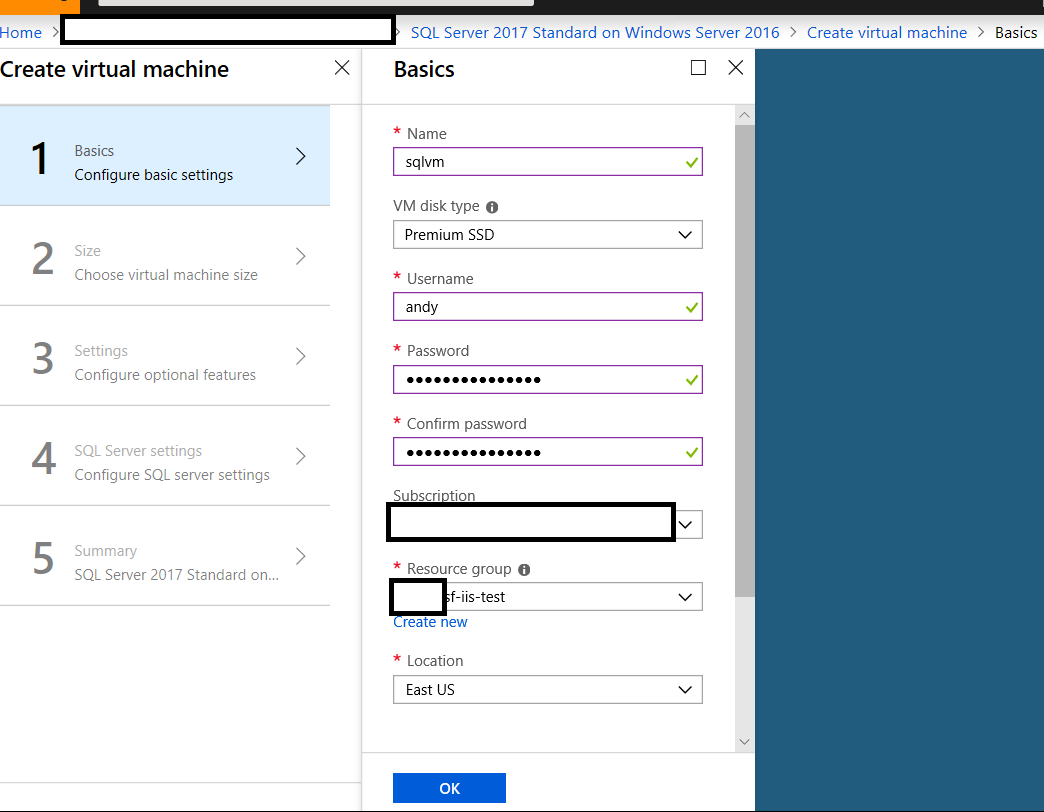 Home > SQL Server 2017 Standard on Windows Server 2016 > Create virtual machine > Basics
Create virtual machine
1
Basics
Configure basic settings
2
Size
Choose virtual machine size
3
Settings
Configure optional features
4
SQL Server settings
Configure SQL server settings
5
Summary
SQL Server 2017 Standard on...
Basics
* Name
sqlvm
VM disk type
Premium SSD
* Username
andy
* Password
•••••••••••••••
* Confirm password
•••••••••••••••
Subscription
* Resource group
sf-iis-test
Create new
* Location
East US
OK